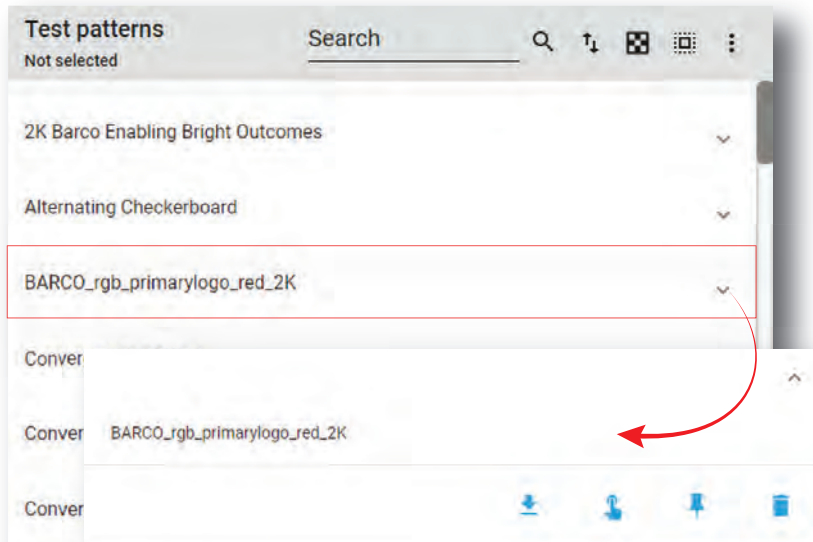 Test patterns
Not selected
Search
2K Barco Enabling Bright Outcomes
Alternating Checkerboard
BARCO_rgb_primarylogo_red_2K
Conver
Conver
BARCO_rgb_primarylogo_red_2K
Conver